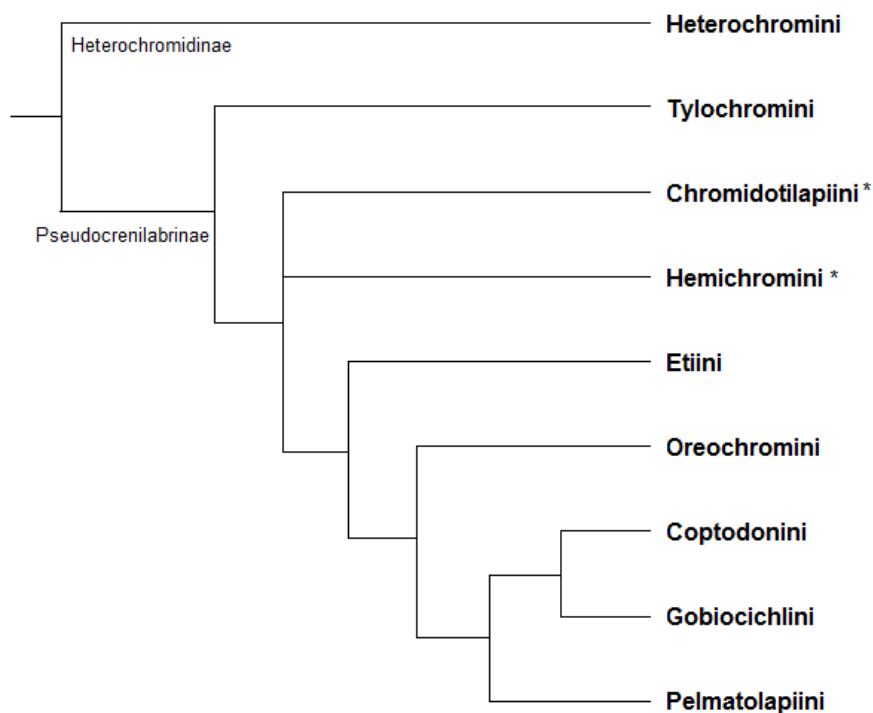 Heterochromini
Heterochromidinae
Tylochromini
Chromidotilapiini *
Pseudocrenilabrinae
Hemichromini *
Etiini
Oreochromini
Coptodonini
Gobiocichlini
Pelmatolapiini